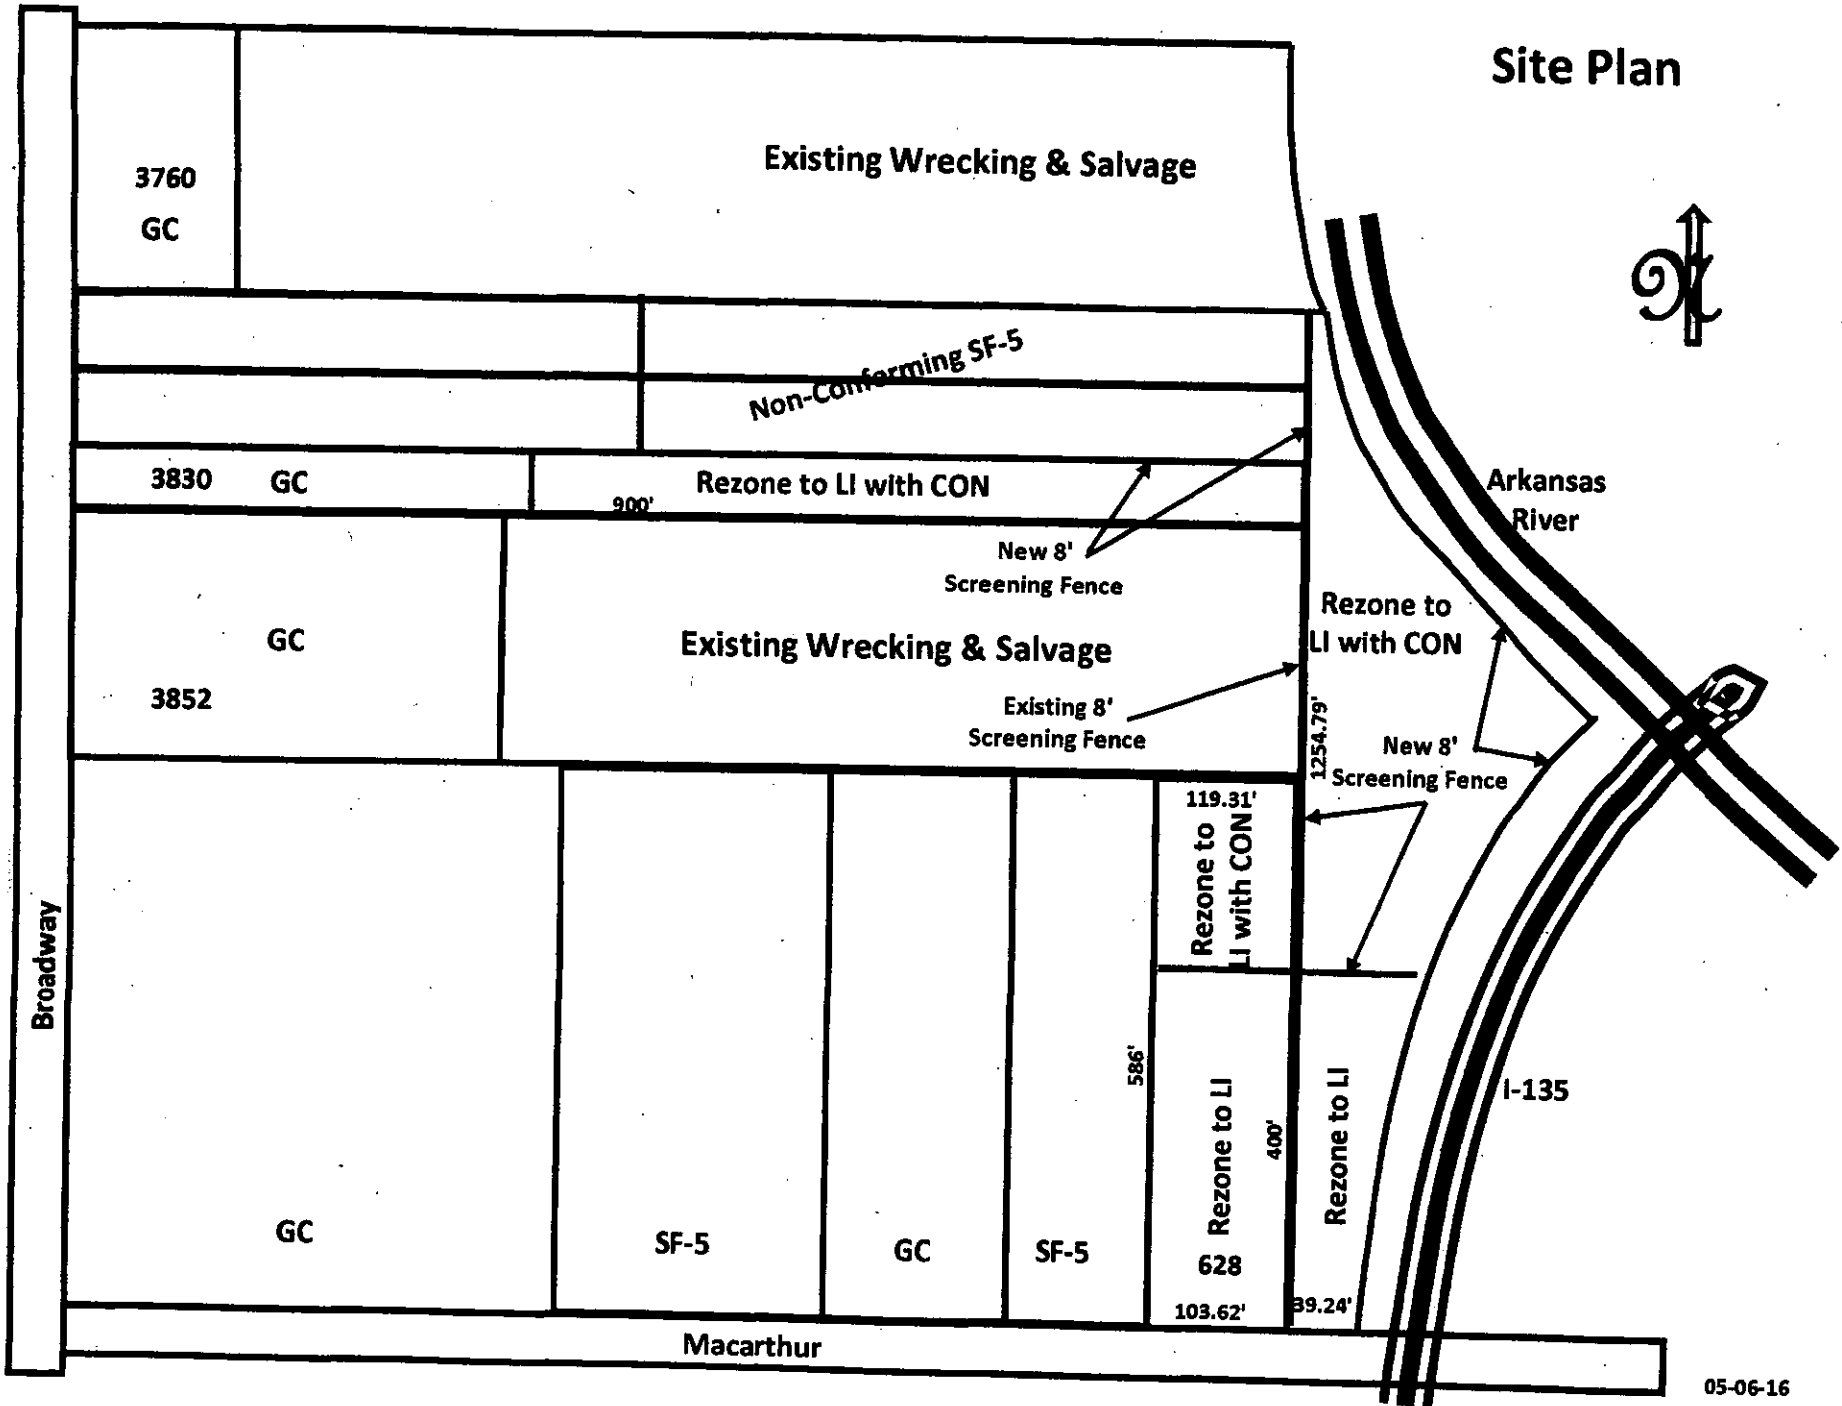 Site Plan
Existing Wrecking & Salvage
3760
GC
Non-Conforming SF-5
3830
GC
Rezone to LI with CON
900'
Arkansas
River
New 8'
Screening Fence
Rezone to
LI with CON
GC
3852
Existing Wrecking & Salvage
Existing 8'
Screening Fence
1254.79'
New 8'
Screening Fence
119.31'
Rezone to
LI with CON
Broadway
586'
Rezone to LI
400'
Rezone to LI
I-135
GC
SF-5
GC
SF-5
628
103.62'
39.24'
Macarthur
05-06-16